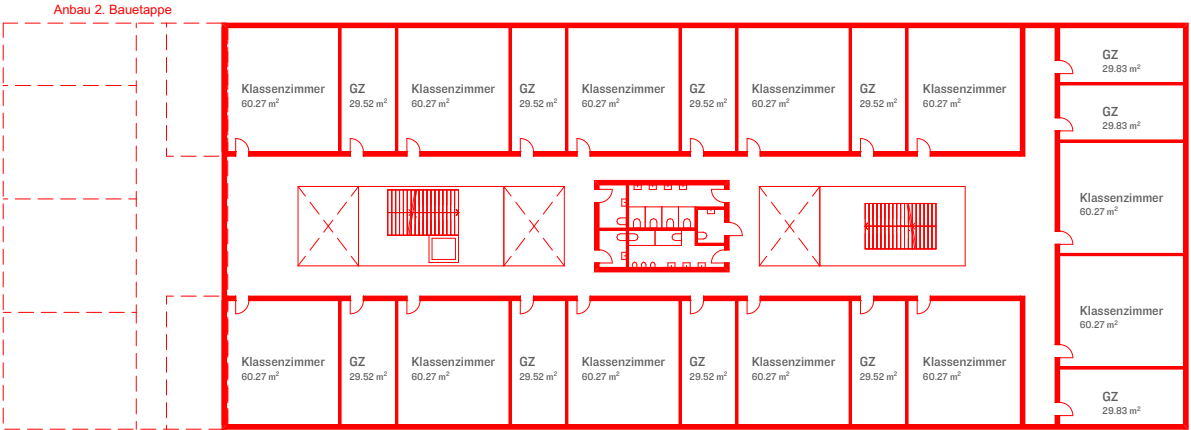 Anbau 2. Bauetappe
Klassenzimmer
60.27 m²
GZ
29.52 m²
Klassenzimmer
60.27 m²
GZ
29.52 m²
Klassenzimmer
60.27 m²
GZ
29.52 m²
Klassenzimmer
60.27 m²
GZ
29.52 m²
Klassenzimmer
60.27 m²
GZ
29.83 m²
GZ
29.83 m²
Klassenzimmer
60.27 m²
Klassenzimmer
60.27 m²
Klassenzimmer
60.27 m²
GZ
29.52 m²
Klassenzimmer
60.27 m²
GZ
29.52 m²
Klassenzimmer
60.27 m²
GZ
29.52 m²
Klassenzimmer
60.27 m²
GZ
29.52 m²
Klassenzimmer
60.27 m²
GZ
29.83 m²